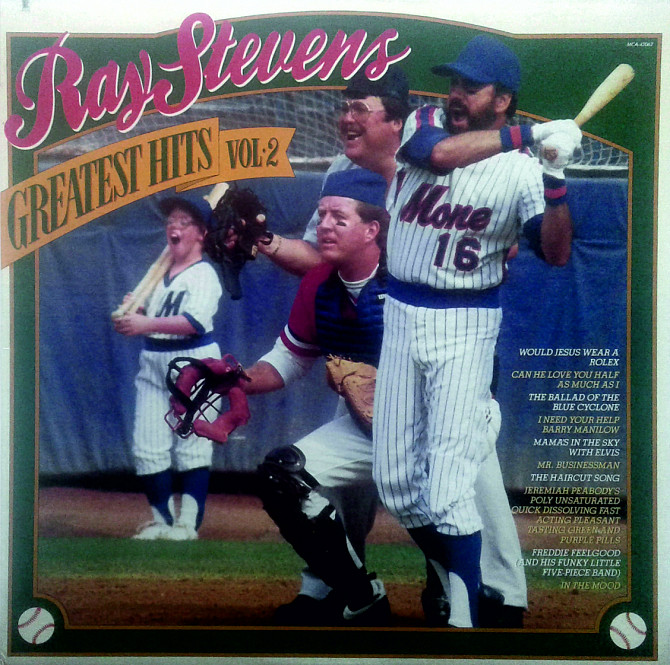 MCA-42062
Ray Stevens
GREATEST HITS
VOL·2
Mone
16
M
WOULD JESUS WEAR A
ROLEX
CAN HE LOVE YOU HALF
AS MUCH AS I
THE BALLAD OF THE
BLUE CYCLONE
I NEED YOUR HELP
BARRY MANILOW
MAMA'S IN THE SKY
WITH ELVIS
MR. BUSINESSMAN
THE HAIRCUT SONG
JEREMIAH PEABODY'S
POLY UNSATURATED
QUICK DISSOLVING FAST
ACTING PLEASANT
TASTING GREEN AND
PURPLE PILLS
FREDDIE FEELGOOD
(AND HIS FUNKY LITTLE
FIVE-PIECE BAND)
IN THE MOOD